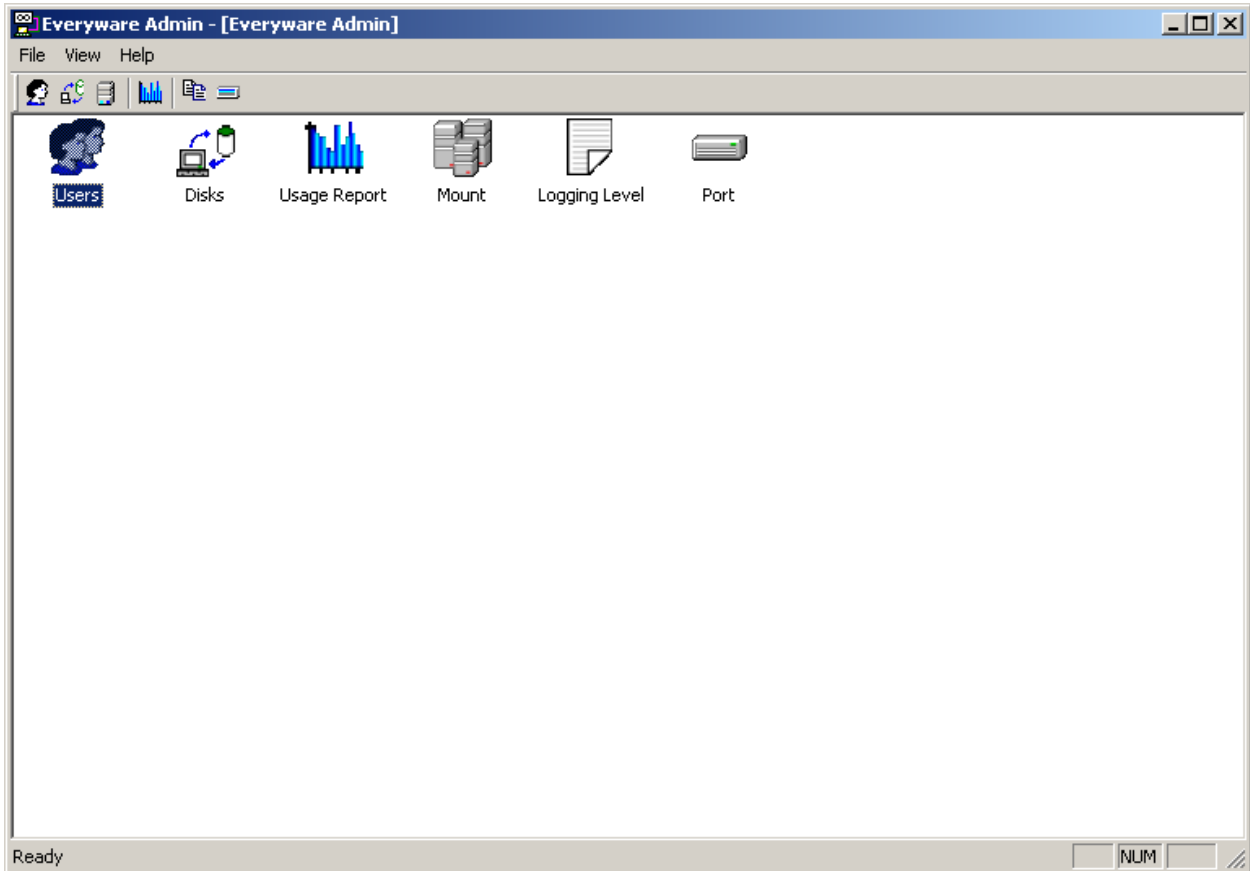 Everyware Admin - [Everyware Admin]
File View Help
Users Disks Usage Report Mount Logging Level Port
Ready NUM